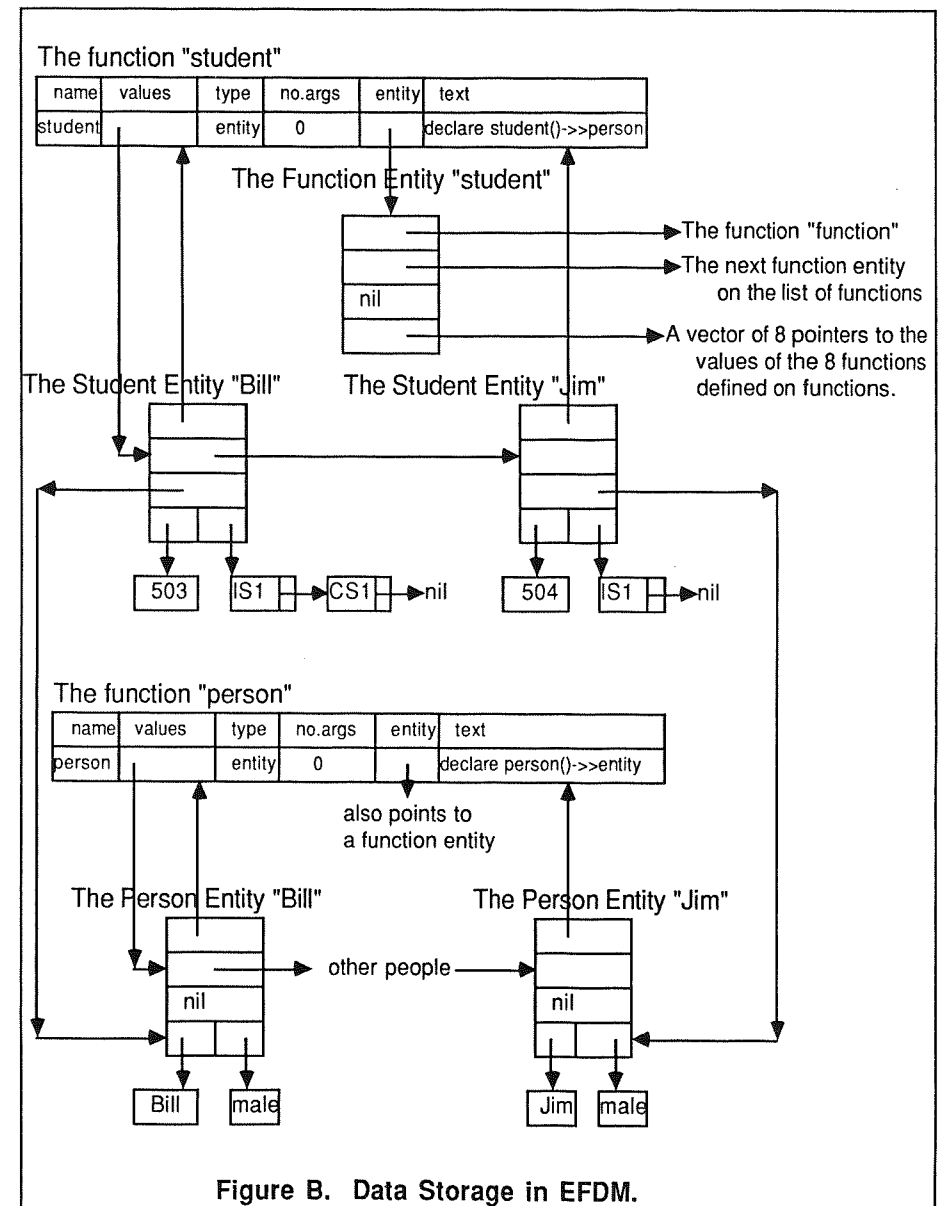 The function "student"
name values type no.args entity text
student entity 0 declare student()->>person
The Function Entity "student"
The function "function"
The next function entity
on the list of functions
nil
A vector of 8 pointers to the
values of the 8 functions
defined on functions.
The Student Entity "Bill" The Student Entity "Jim"
503 IS1 CS1 nil 504 IS1 nil
The function "person"
name values type no.args entity text
person entity 0 declare person()->>entity
also points to
a function entity
The Person Entity "Bill" The Person Entity "Jim"
other people
nil nil
Bill male Jim male
Figure B. Data Storage in EFDM.